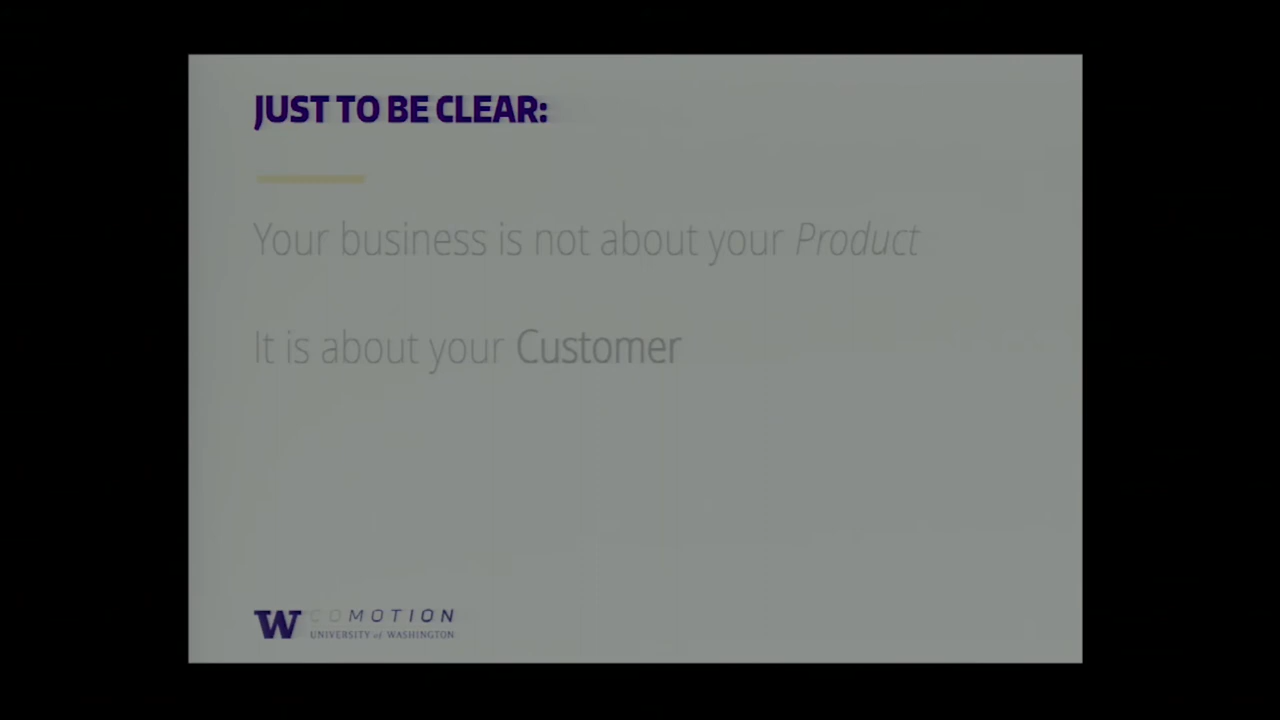 JUST TO BE CLEAR:
Your business is not about your Product
It is about your Customer
W COMOTION
UNIVERSITY of WASHINGTON